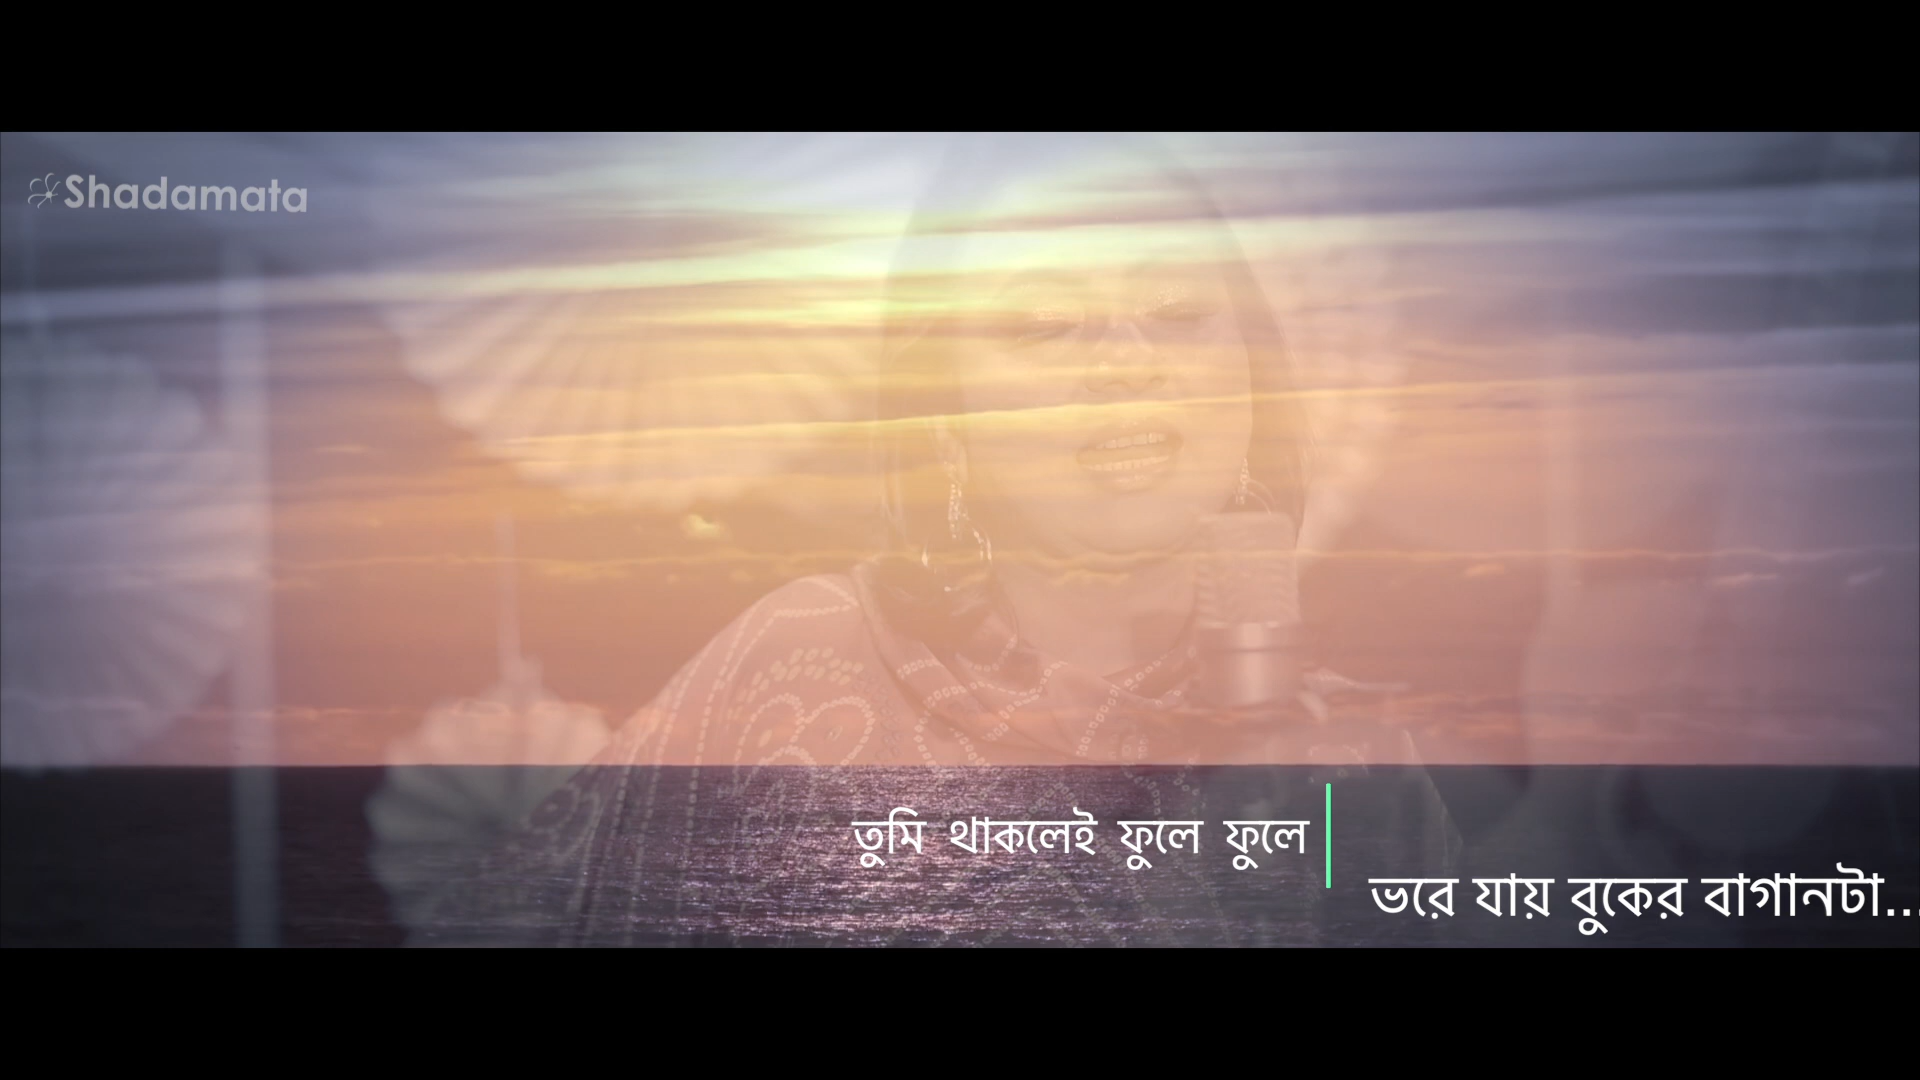 Shadamata
তুমি থাকলেই ফুলে ফুলে
ভরে যায় বুকের বাগানটা...